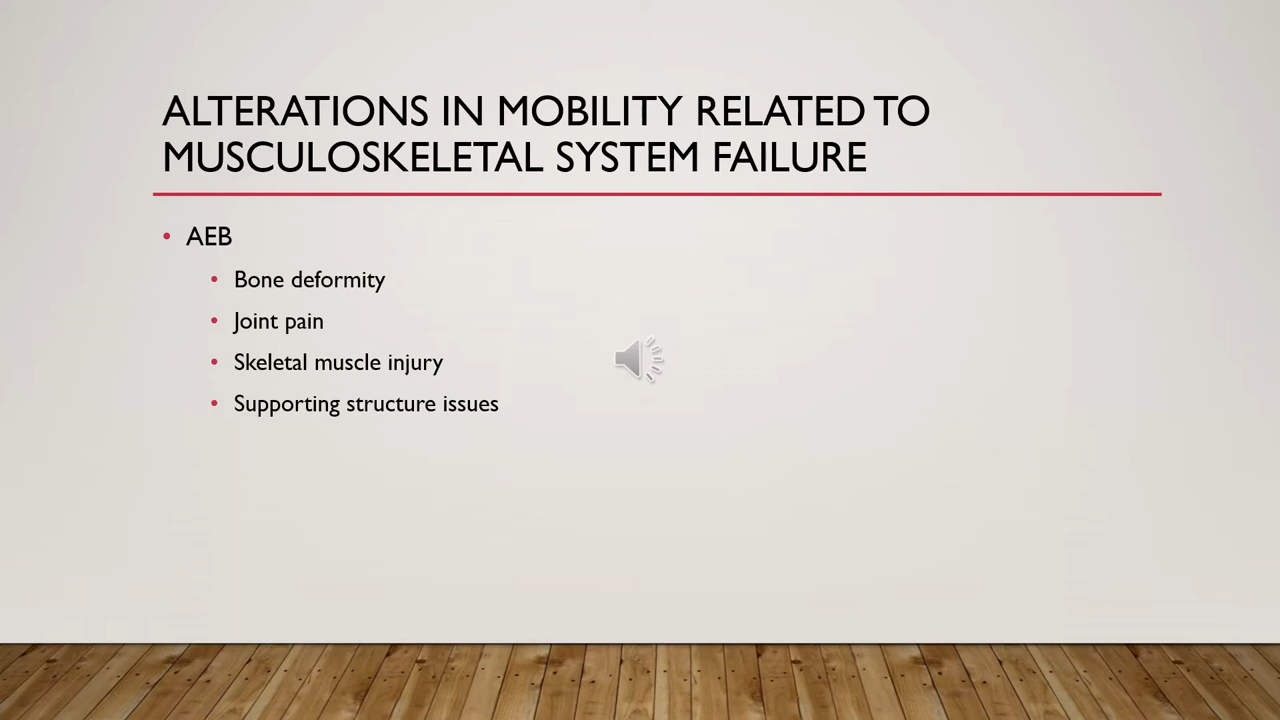 ALTERATIONS IN MOBILITY RELATED TO
MUSCULOSKELETAL SYSTEM FAILURE
• AEB
• Bone deformity
• Joint pain
• Skeletal muscle injury
• Supporting structure issues